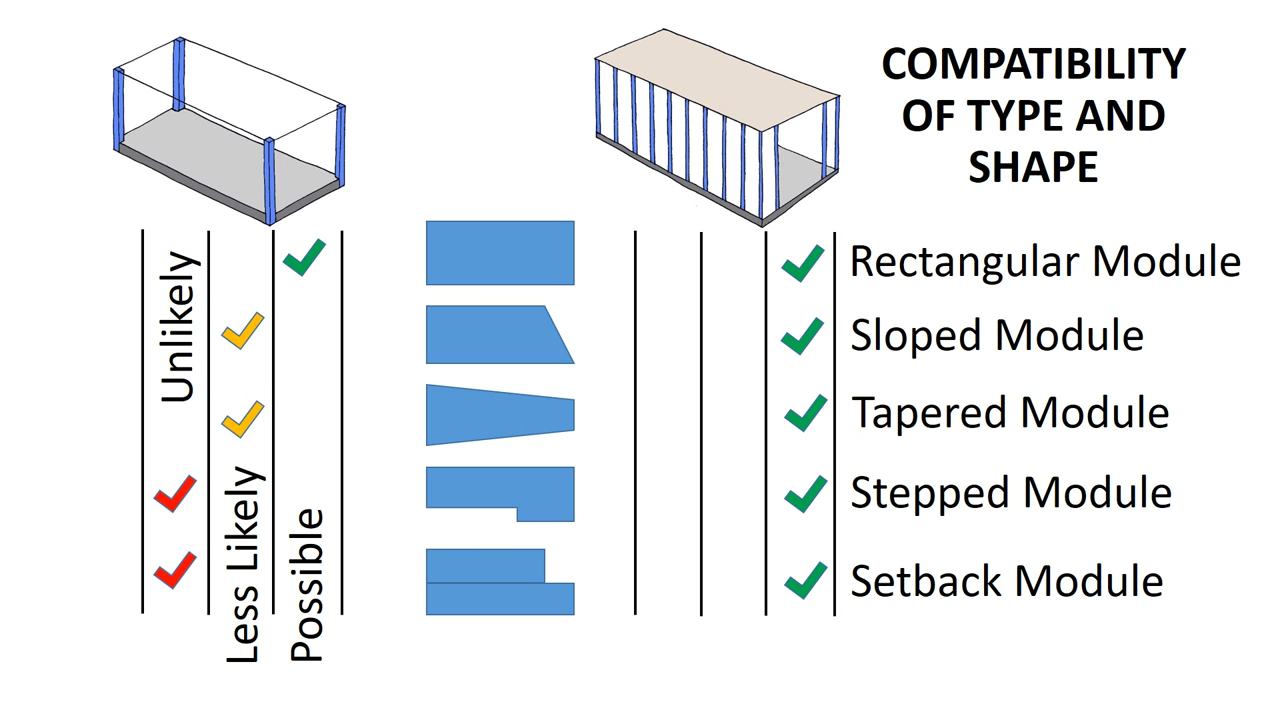 COMPATIBILITY
OF TYPE AND
SHAPE
Unlikely
Less Likely
Possible
Rectangular Module
Sloped Module
Tapered Module
Stepped Module
Setback Module